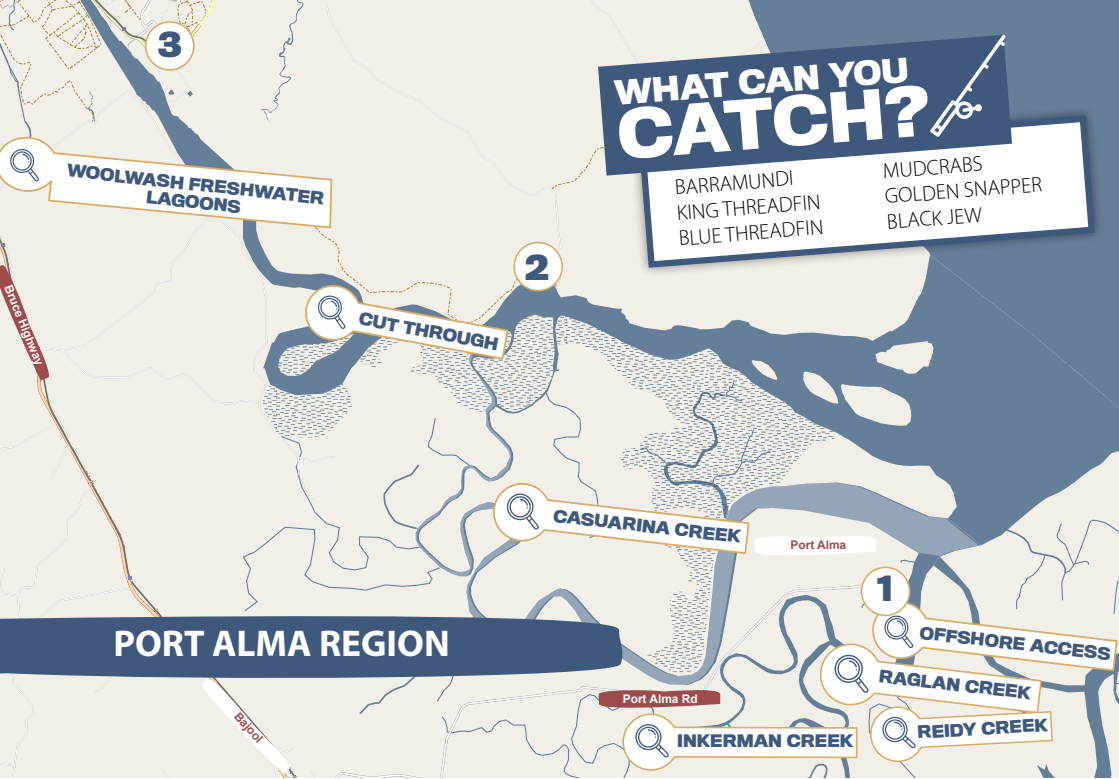 3
WHAT CAN YOU
CATCH?
BARRAMUNDI
KING THREADFIN
BLUE THREADFIN
MUDCRABS
GOLDEN SNAPPER
BLACK JEW
WOOLWASH FRESHWATER
LAGOONS
2
Bruce Highway
CUT THROUGH
CASUARINA CREEK
Port Alma
1
OFFSHORE ACCESS
PORT ALMA REGION
RAGLAN CREEK
Port Alma Rd
Bajool
REIDY CREEK
INKERMAN CREEK